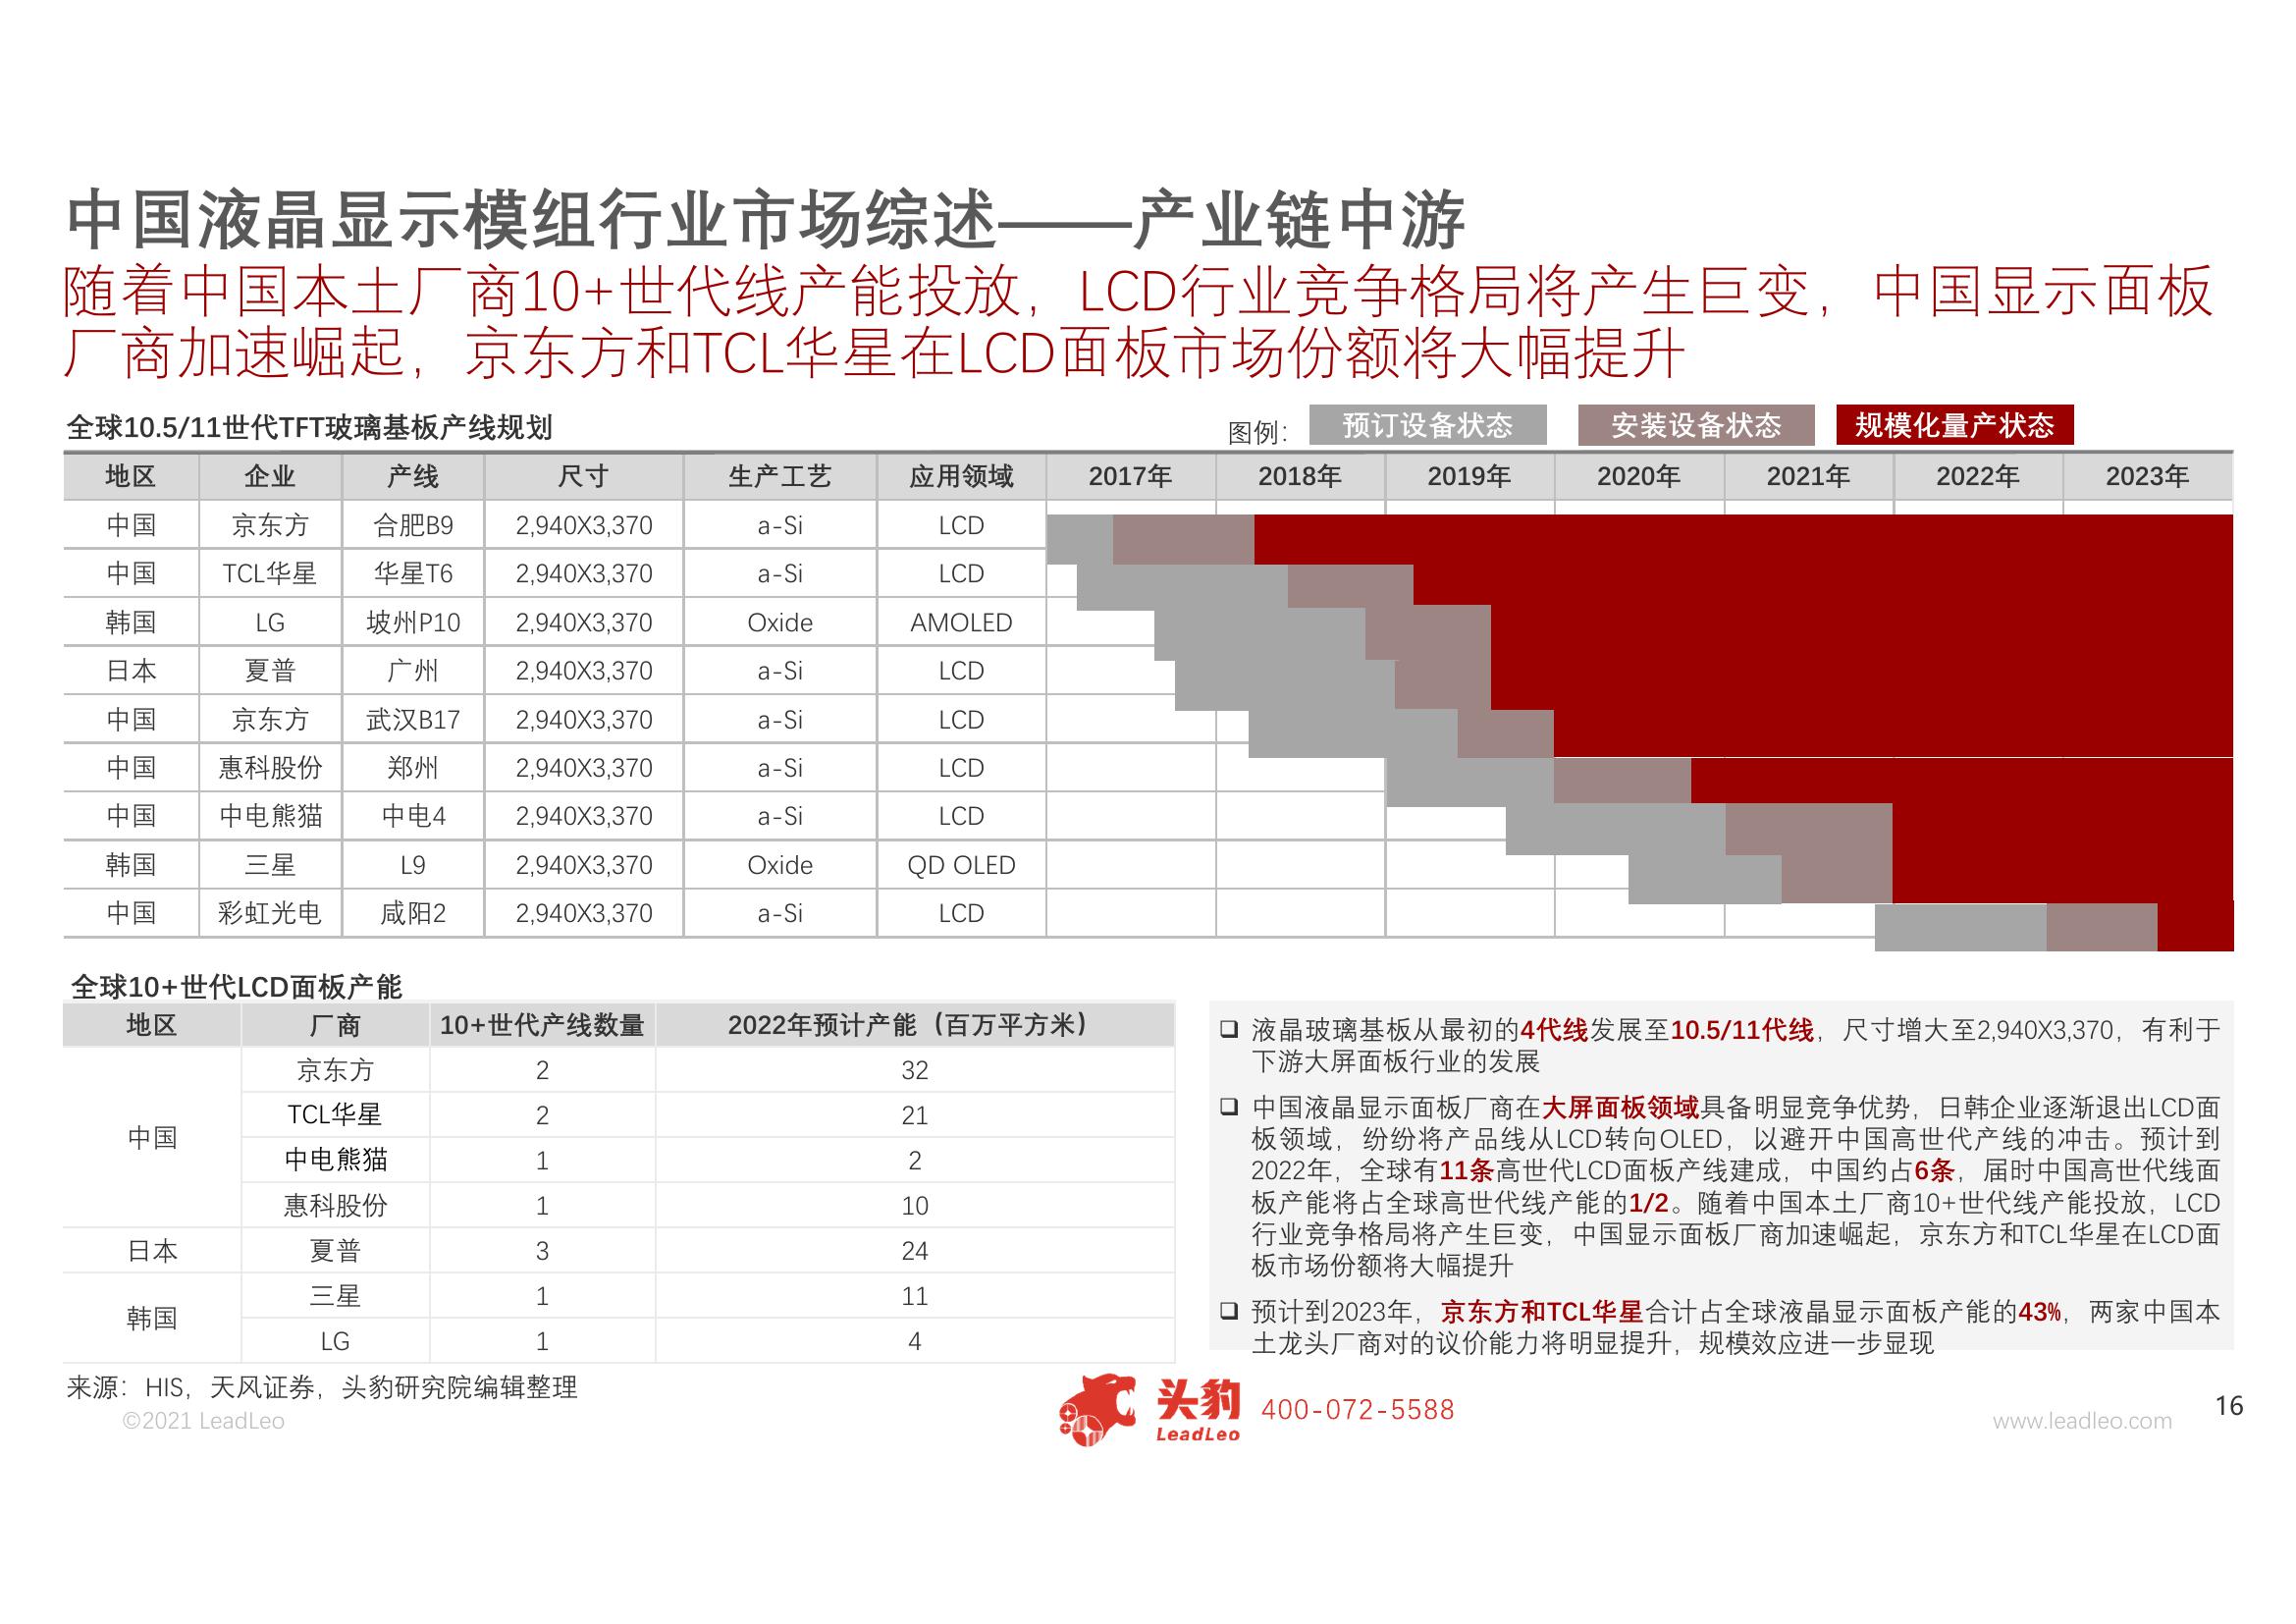 中国液晶显示模组行业市场综述——产业链中游
随着中国本土厂商10+世代线产能投放，LCD行业竞争格局将产生巨变，中国显示面板
厂商加速崛起，京东方和TCL华星在LCD面板市场份额将大幅提升
全球10.5/11世代TFT玻璃基板产线规划
图例： 预订设备状态 安装设备状态 规模化量产状态
地区 企业 产线 尺寸 生产工艺 应用领域 2017年 2018年 2019年 2020年 2021年 2022年 2023年
中国 京东方 合肥B9 2,940X3,370 a-Si LCD
中国 TCL华星 华星T6 2,940X3,370 a-Si LCD
韩国 LG 坡州P10 2,940X3,370 Oxide AMOLED
日本 夏普 广州 2,940X3,370 a-Si LCD
中国 京东方 武汉B17 2,940X3,370 a-Si LCD
中国 惠科股份 郑州 2,940X3,370 a-Si LCD
中国 中电熊猫 中电4 2,940X3,370 a-Si LCD
韩国 三星 L9 2,940X3,370 Oxide QD OLED
中国 彩虹光电 咸阳2 2,940X3,370 a-Si LCD
全球10+世代LCD面板产能
地区 厂商 10+世代产线数量 2022年预计产能（百万平方米）
中国
京东方 2 32
TCL华星 2 21
中电熊猫 1 2
惠科股份 1 10
日本 夏普 3 24
韩国
三星 1 11
LG 1 4
液晶玻璃基板从最初的4代线发展至10.5/11代线，尺寸增大至2,940X3,370，有利于
下游大屏面板行业的发展
中国液晶显示面板厂商在大屏面板领域具备明显竞争优势，日韩企业逐渐退出LCD面
板领域，纷纷将产品线从LCD转向OLED，以避开中国高世代产线的冲击。预计到
2022年，全球有11条高世代LCD面板产线建成，中国约占6条，届时中国高世代线面
板产能将占全球高世代线产能的1/2。随着中国本土厂商10+世代线产能投放，LCD
行业竞争格局将产生巨变，中国显示面板厂商加速崛起，京东方和TCL华星在LCD面
板市场份额将大幅提升
预计到2023年，京东方和TCL华星合计占全球液晶显示面板产能的43%，两家中国本
土龙头厂商对的议价能力将明显提升，规模效应进一步显现
来源：HIS，天风证券，头豹研究院编辑整理
©2021 LeadLeo
头豹
LeadLeo
400-072-5588
www.leadleo.com
16